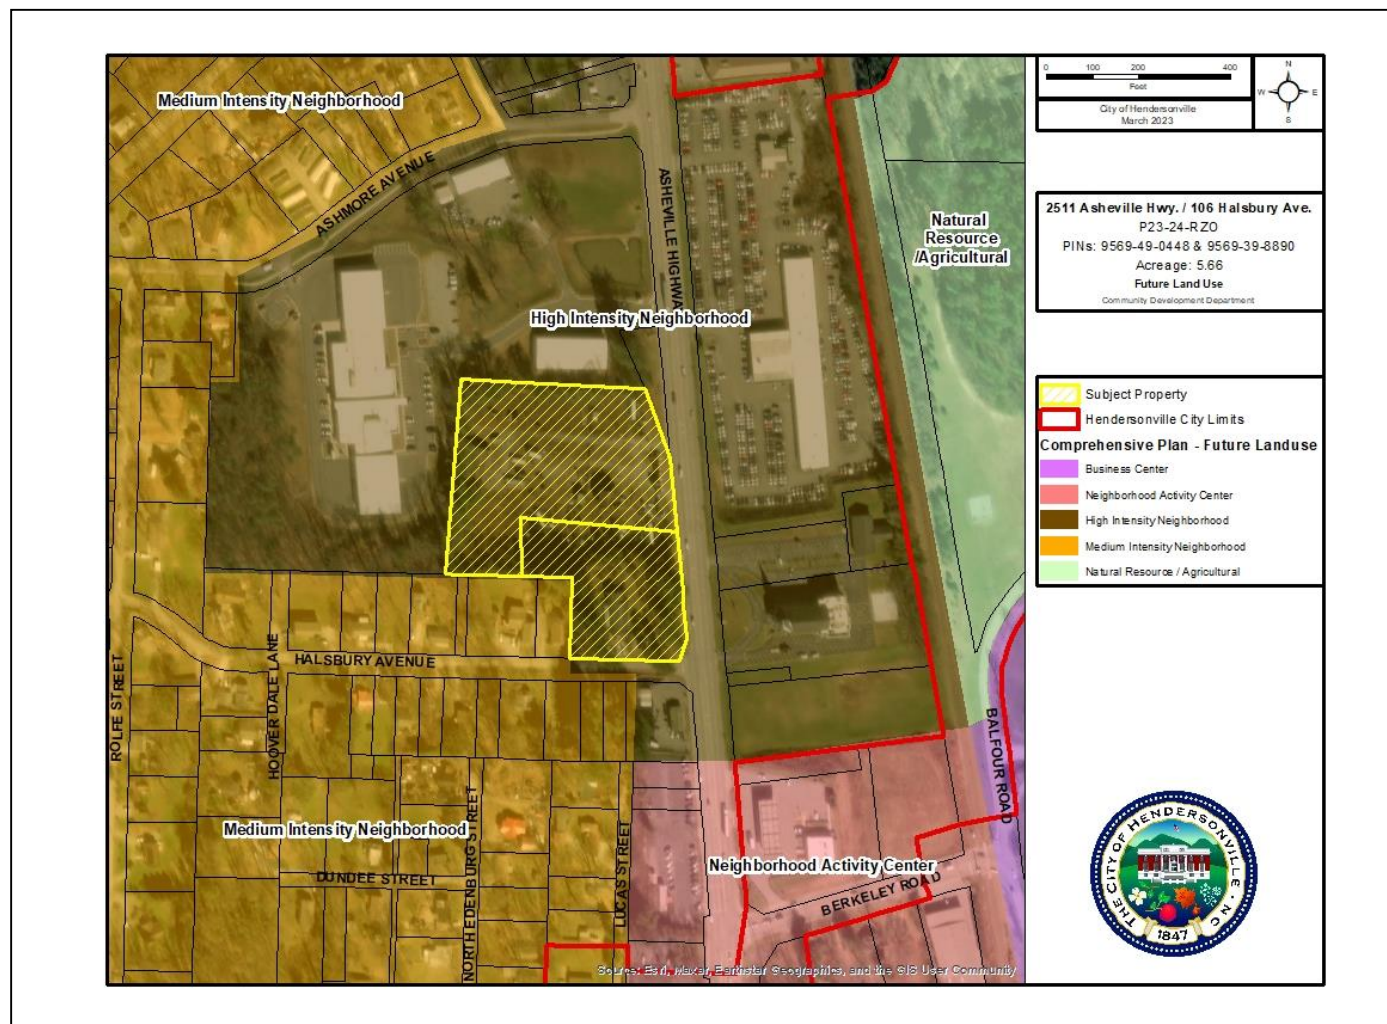 Medium Intensity Neighborhood
ASHMORE AVENUE
ASHEVILLE HIGHWAY
Natural
Resource
/Agricultural
High Intensity Neighborhood
HALSBURY AVENUE
HOOVER DALE LANE
ROLFE STREET
BALFOUR ROAD
Medium Intensity Neighborhood
NORTH EDENBURG STREET
DUNDEE STREET
LUCAS STREET
Neighborhood Activity Center
BERKELEY ROAD
Source: Esri, Maxar, Earthstar Geographics, and the GIS User Community
0 100 200 400
Feet
City of Hendersonville
March 2023
N
W E
S
2511 Asheville Hwy. / 106 Halsbury Ave.
P23-24-RZO
PINs: 9569-49-0448 & 9569-39-8890
Acreage: 5.66
Future Land Use
Community Development Department
Subject Property
Hendersonville City Limits
Comprehensive Plan - Future Landuse
Business Center
Neighborhood Activity Center
High Intensity Neighborhood
Medium Intensity Neighborhood
Natural Resource / Agricultural
THE CITY OF HENDERSONVILLE • NC
1847